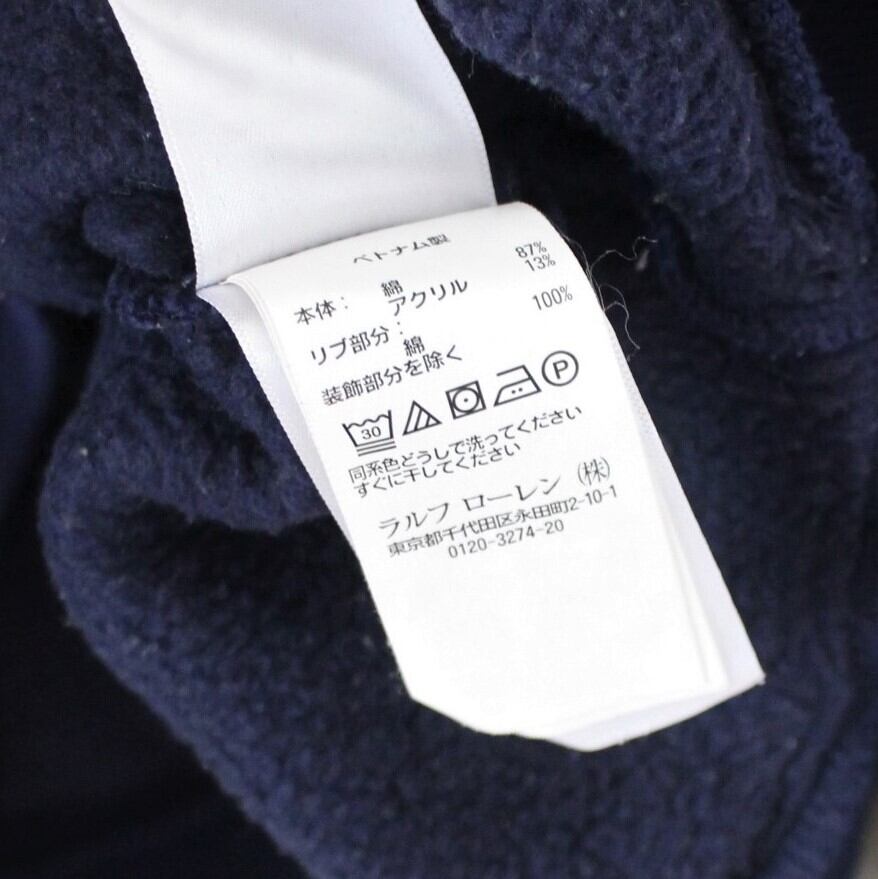 ベトナム製
本体: 綿 87%
アクリル 13%
リブ部分:
綿 100%
装飾部分を除く
30 P
同系色どうしで洗ってください
すぐに干してください
ラルフ ローレン (株)
東京都千代田区永田町2-10-1
0120-3274-20